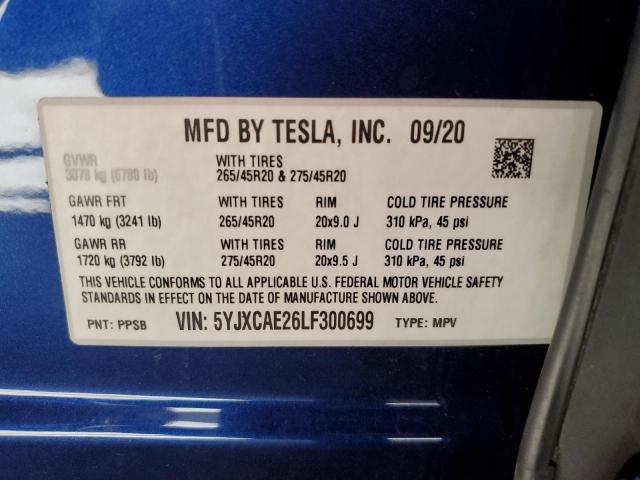 MFD BY TESLA, INC. 09/20
GVWR WITH TIRES
3079 kg (6788 lb) 265/45R20 & 275/45R20
GAWR FRT WITH TIRES RIM COLD TIRE PRESSURE
1470 kg (3241 lb) 265/45R20 20x9.0 J 310 kPa, 45 psi
GAWR RR WITH TIRES RIM COLD TIRE PRESSURE
1720 kg (3792 lb) 275/45R20 20x9.5 J 310 kPa, 45 psi
THIS VEHICLE CONFORMS TO ALL APPLICABLE U.S. FEDERAL MOTOR VEHICLE SAFETY
STANDARDS IN EFFECT ON THE DATE OF MANUFACTURE SHOWN ABOVE.
PNT: PPSB VIN: 5YJXCAE26LF300699 TYPE: MPV